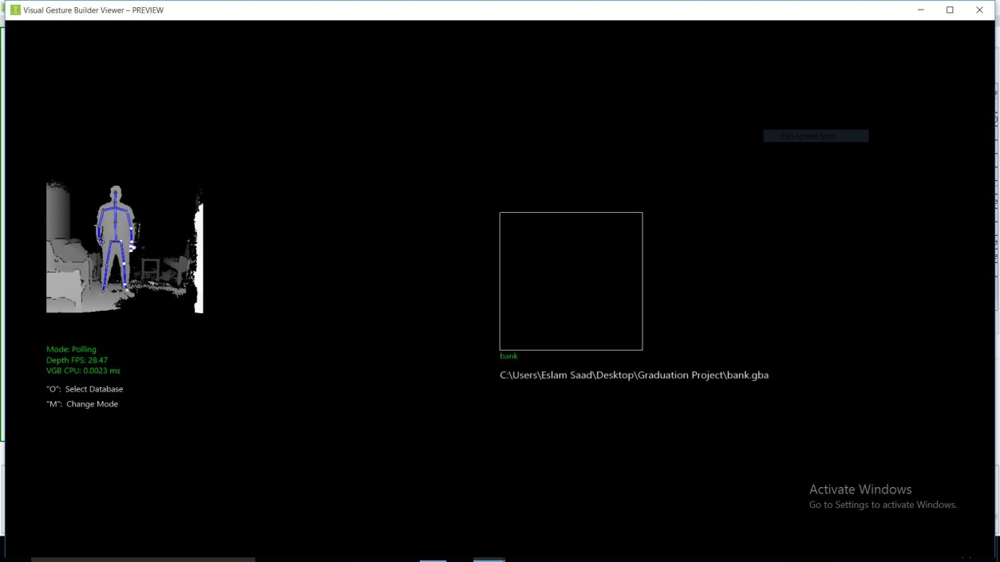 Visual Gesture Builder Viewer – PREVIEW
Full-screen Snip
bank
C:\Users\Eslam Saad\Desktop\Graduation Project\bank.gba
Mode: Polling
Depth FPS: 28.47
VGB CPU: 0.0023 ms
"O": Select Database
"M": Change Mode
Activate Windows
Go to Settings to activate Windows.